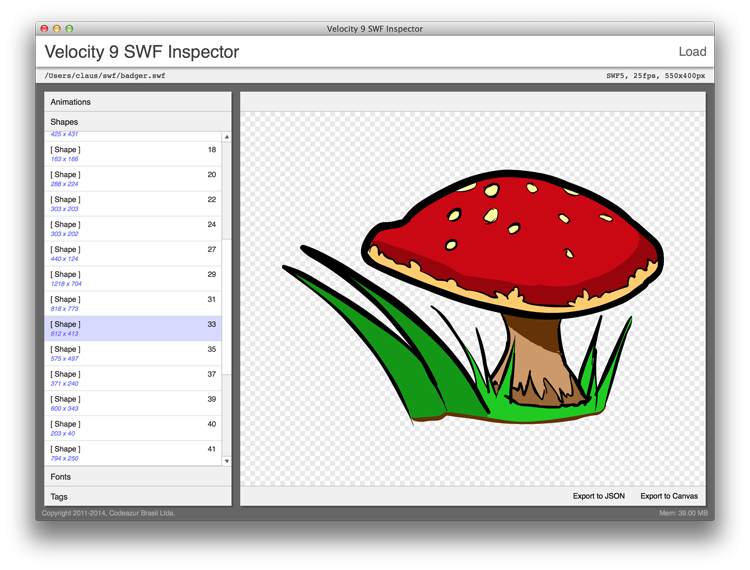 Velocity 9 SWF Inspector
Velocity 9 SWF Inspector
Load
/Users/claus/swf/badger.swf
SWF5, 25fps, 550x400px
Animations
Shapes
425 x 431
[ Shape ] 18
163 x 166
[ Shape ] 20
288 x 224
[ Shape ] 22
303 x 203
[ Shape ] 24
303 x 202
[ Shape ] 27
440 x 124
[ Shape ] 29
1218 x 704
[ Shape ] 31
818 x 773
[ Shape ] 33
612 x 413
[ Shape ] 35
575 x 497
[ Shape ] 37
371 x 240
[ Shape ] 39
600 x 343
[ Shape ] 40
203 x 40
[ Shape ] 41
794 x 250
Fonts
Tags
Export to JSON
Export to Canvas
Copyright 2011-2014, Codeazur Brasil Ltda.
Mem: 39.00 MB